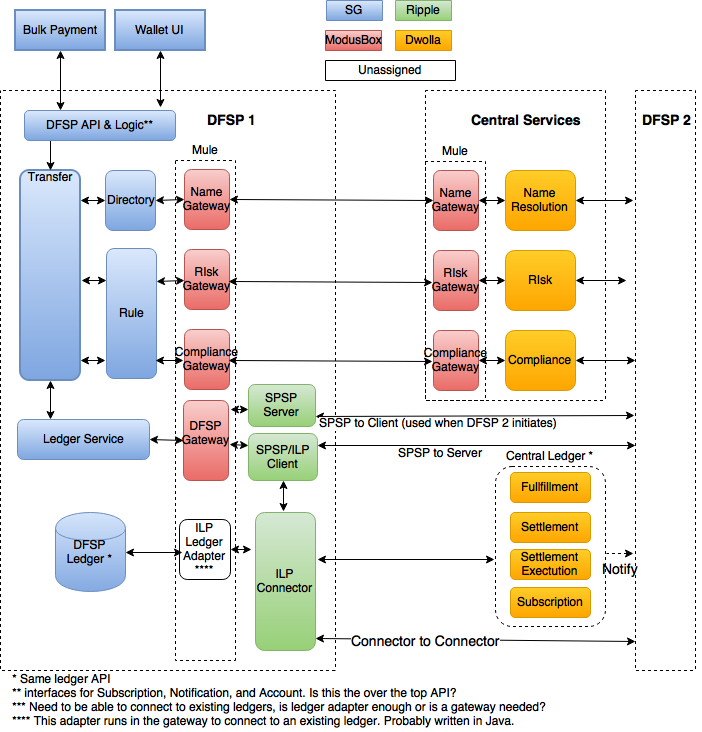 Bulk Payment
Wallet UI
SG
Ripple
ModusBox
Dwolla
Unassigned
DFSP API & Logic**
DFSP 1
Central Services
DFSP 2
Mule
Mule
Transfer
Directory
Name
Gateway
Name
Gateway
Name
Resolution
Rule
RIsk
Gateway
RIsk
Gateway
RIsk
Compliance
Gateway
Compliance
Gateway
Compliance
SPSP
Server
SPSP to Client (used when DFSP 2 initiates)
Ledger Service
DFSP
Gateway
SPSP/ILP
Client
SPSP to Server
Central Ledger *
Fullfillment
Settlement
Settlement
Exectution
Subscription
Notify
DFSP
Ledger *
ILP
Ledger
Adapter
****
ILP
Connector
Connector to Connector
* Same ledger API
** interfaces for Subscription, Notification, and Account. Is this the over the top API?
*** Need to be able to connect to existing ledgers, is ledger adapter enough or is a gateway needed?
**** This adapter runs in the gateway to connect to an existing ledger. Probably written in Java.